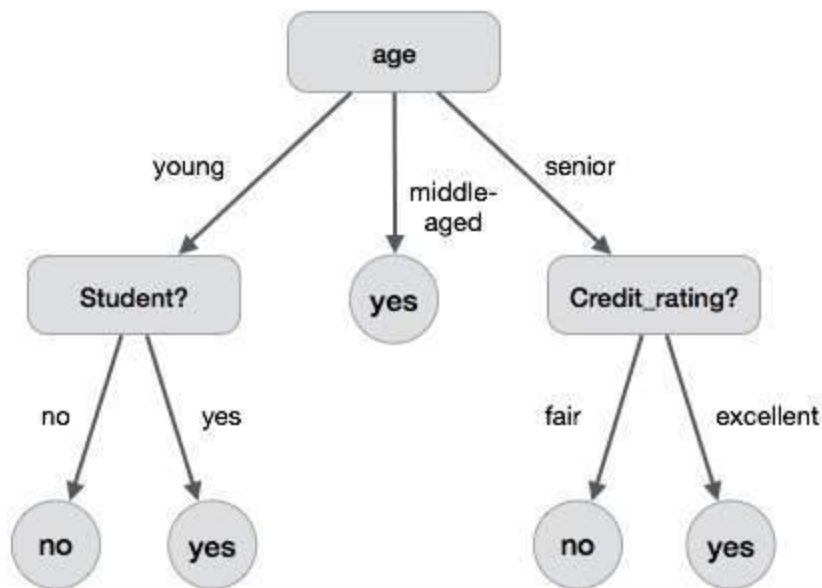 age
young
middle-
aged
senior
Student?
yes
Credit_rating?
no
yes
fair
excellent
no
yes
no
yes